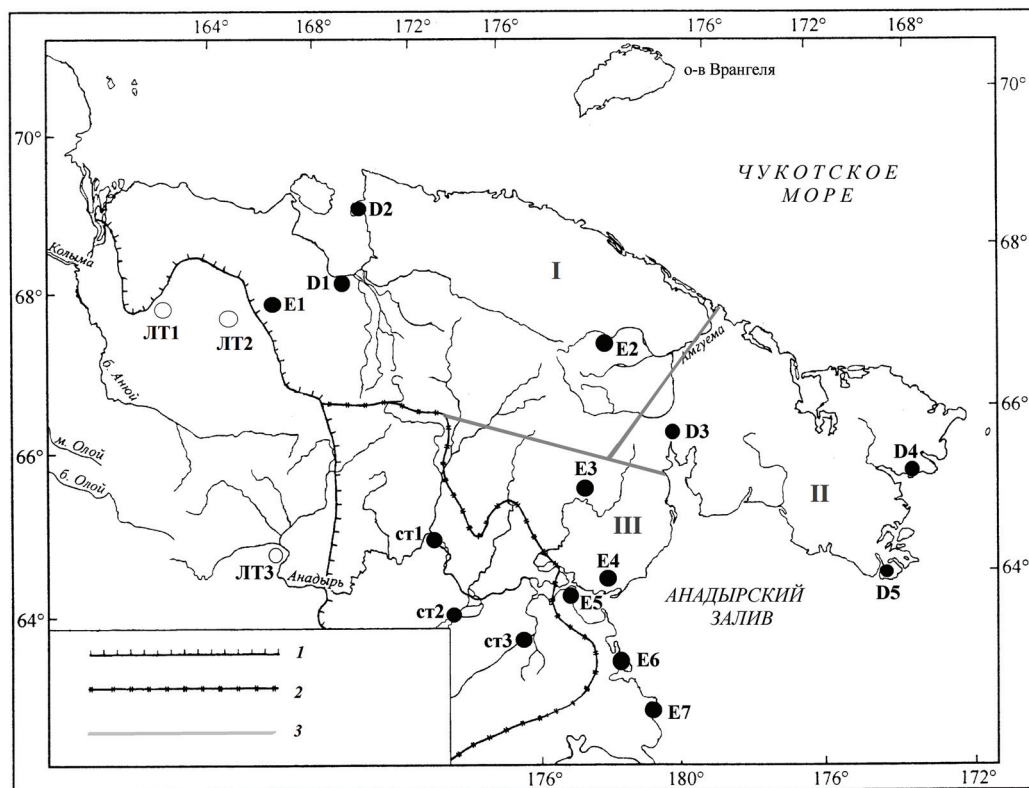 164° 168° 172° 176° 176° 172° 168°
о-в Врангеля
70°
70°
ЧУКОТСКОЕ
МОРЕ
D2
68°
Колыма
I
68°
D1
E1
ЛТ1
ЛТ2
E2
Амгуема
б. Анюй
66°
D3
м. Олой
66°
D4
б. Олой
E3
II
III
ст1
ЛТ3
E4
64°
Анадырь
E5
D5
АНАДЫРСКИЙ
ЗАЛИВ
64°
ст2
ст3
1
E6
2
E7
3
176° 180° 176° 172°